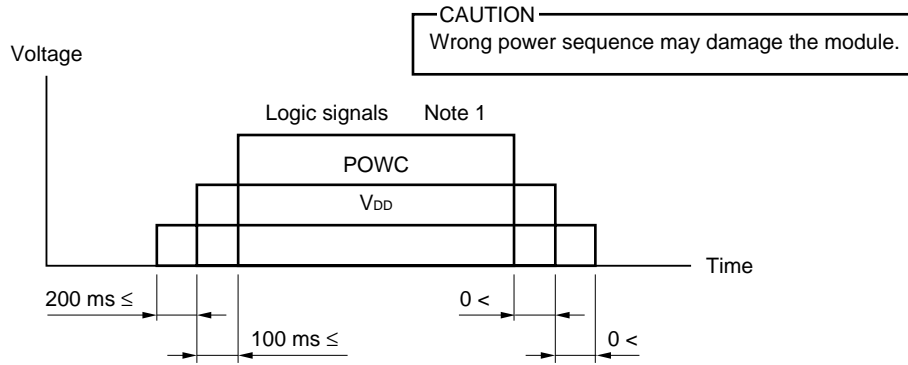 CAUTION
Wrong power sequence may damage the module.
Voltage
Logic signals Note 1
POWC
VDD
Time
200 ms ≤
0 <
100 ms ≤
0 <